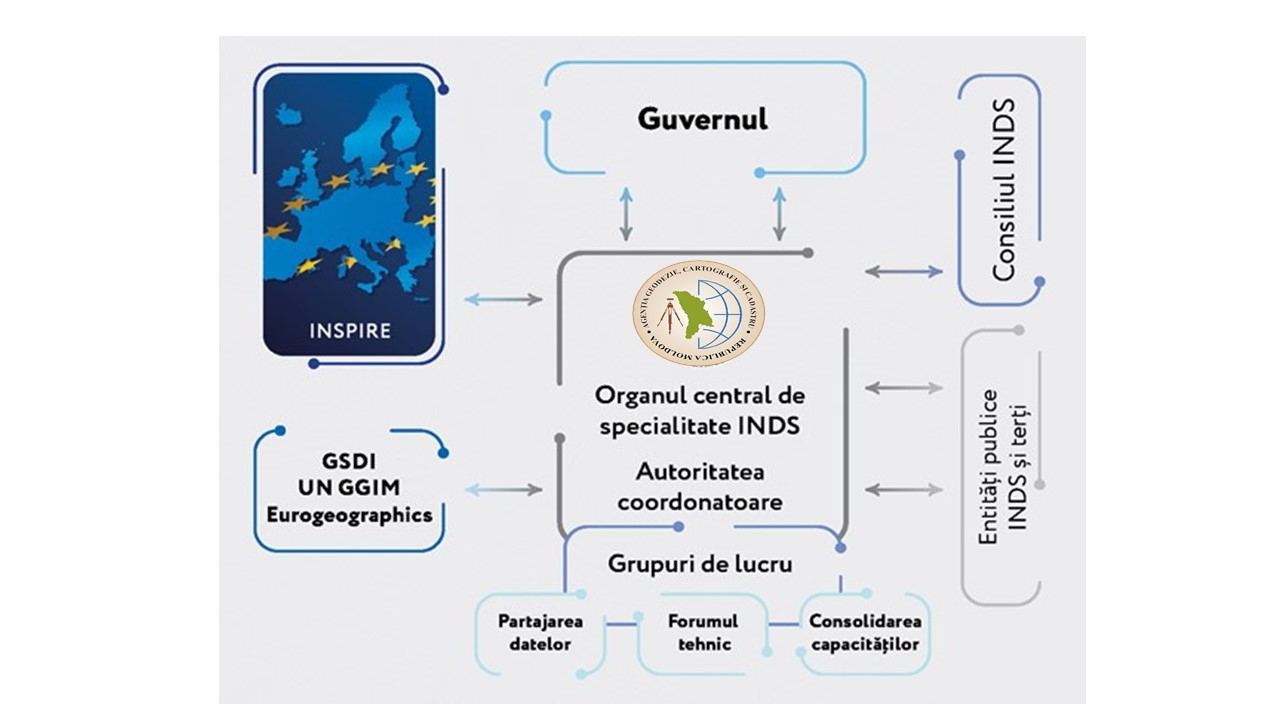 Guvernul
INSPIRE
Consiliul INDS
AGENȚIA GEODEZIE, CARTOGRAFIE ȘI CADASTRU
REPUBLICA MOLDOVA
Organul central de
specialitate INDS
Autoritatea
coordonatoare
GSDI
UN GGIM
Eurogeographics
Entități publice
INDS și terți
Grupuri de lucru
Partajarea
datelor
Forumul
tehnic
Consolidarea
capacităților